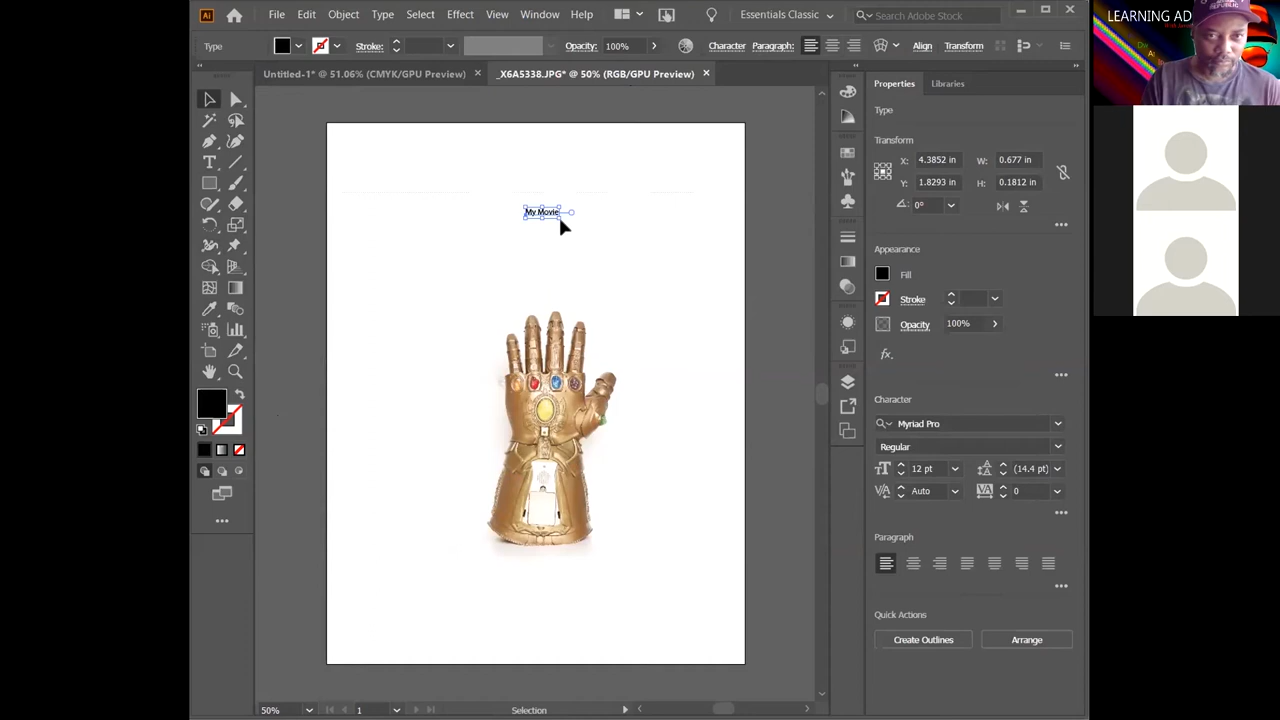 Ai File Edit Object Type Select Effect View Window Help Essentials Classic Search Adobe Stock
LEARNING AD
Type Stroke: Opacity: 100% Character Paragraph: Align Transform
Untitled-1* @ 51.06% (CMYK/GPU Preview) _X6A5338.JPG* @ 50% (RGB/GPU Preview)
Properties Libraries
Type
Transform
X: 4.3852 in W: 0.677 in
Y: 1.8293 in H: 0.1812 in
0°
My Movie
Appearance
Fill
Stroke
Opacity 100%
fx.
Character
Myriad Pro
Regular
12 pt (14.4 pt)
Auto 0
Paragraph
Quick Actions
Create Outlines Arrange
50% 1 Selection